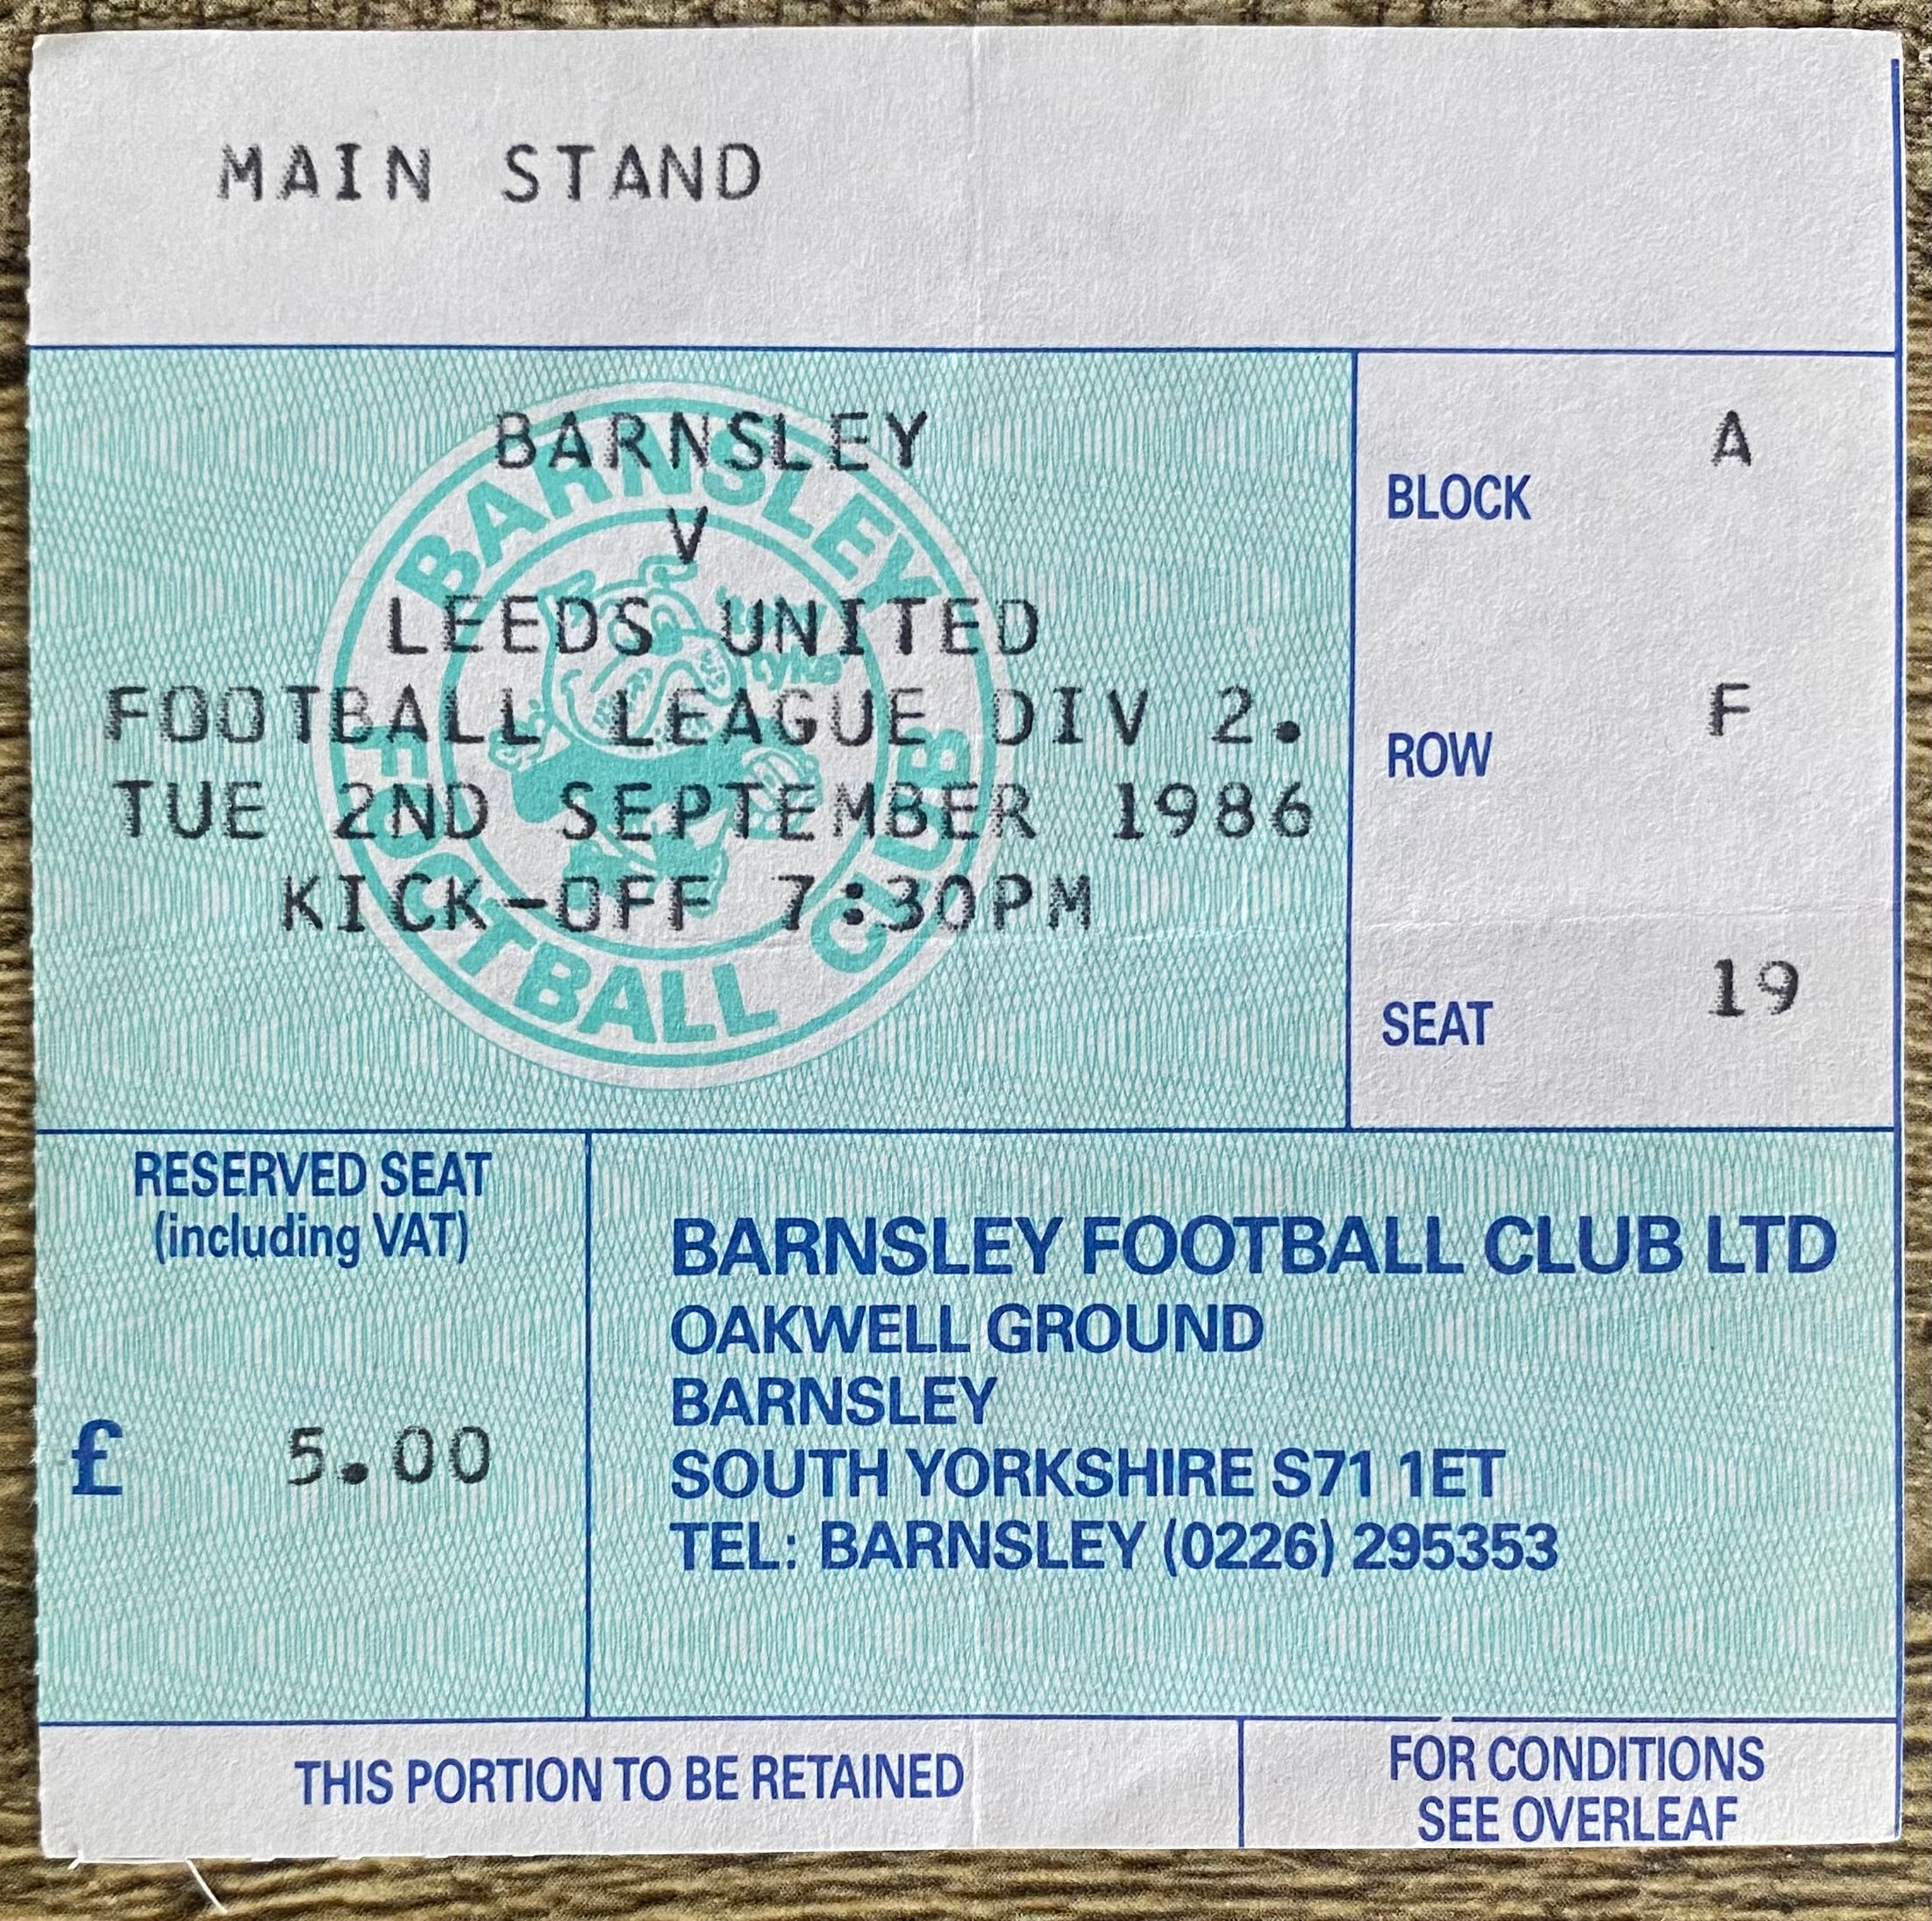 MAIN STAND
BARNSLEY
V
LEEDS UNITED
FOOTBALL LEAGUE DIV 2.
TUE 2ND SEPTEMBER 1986
KICK-OFF 7:30PM
BARNSLEY
tyke
FOOTBALL CLUB
BLOCK A
ROW F
SEAT 19
RESERVED SEAT
(including VAT)
£ 5.00
BARNSLEY FOOTBALL CLUB LTD
OAKWELL GROUND
BARNSLEY
SOUTH YORKSHIRE S71 1ET
TEL: BARNSLEY (0226) 295353
THIS PORTION TO BE RETAINED
FOR CONDITIONS
SEE OVERLEAF